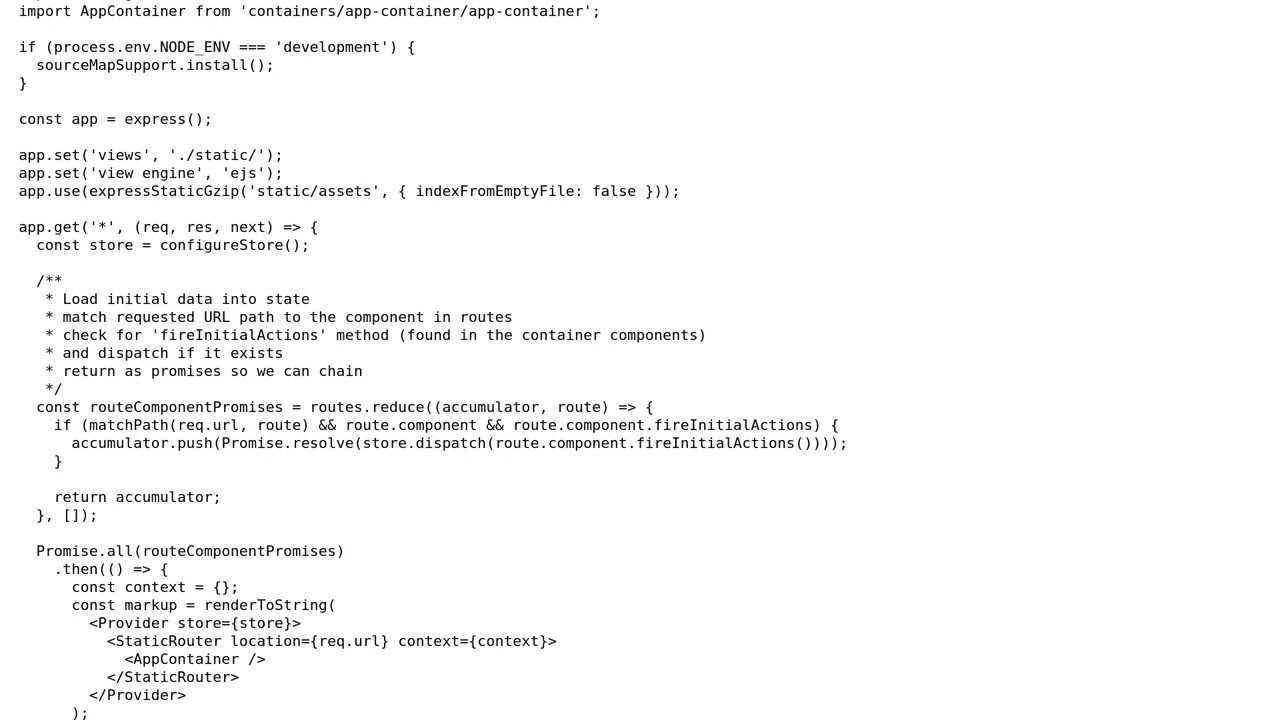 import AppContainer from 'containers/app-container/app-container';

if (process.env.NODE_ENV === 'development') {
  sourceMapSupport.install();
}

const app = express();

app.set('views', './static/');
app.set('view engine', 'ejs');
app.use(expressStaticGzip('static/assets', { indexFromEmptyFile: false }));

app.get('*', (req, res, next) => {
  const store = configureStore();

  /**
   * Load initial data into state
   * match requested URL path to the component in routes
   * check for 'fireInitialActions' method (found in the container components)
   * and dispatch if it exists
   * return as promises so we can chain
   */
  const routeComponentPromises = routes.reduce((accumulator, route) => {
    if (matchPath(req.url, route) && route.component && route.component.fireInitialActions) {
      accumulator.push(Promise.resolve(store.dispatch(route.component.fireInitialActions())));
    }

    return accumulator;
  }, []);

  Promise.all(routeComponentPromises)
    .then(() => {
      const context = {};
      const markup = renderToString(
        <Provider store={store}>
          <StaticRouter location={req.url} context={context}>
            <AppContainer />
          </StaticRouter>
        </Provider>
      );